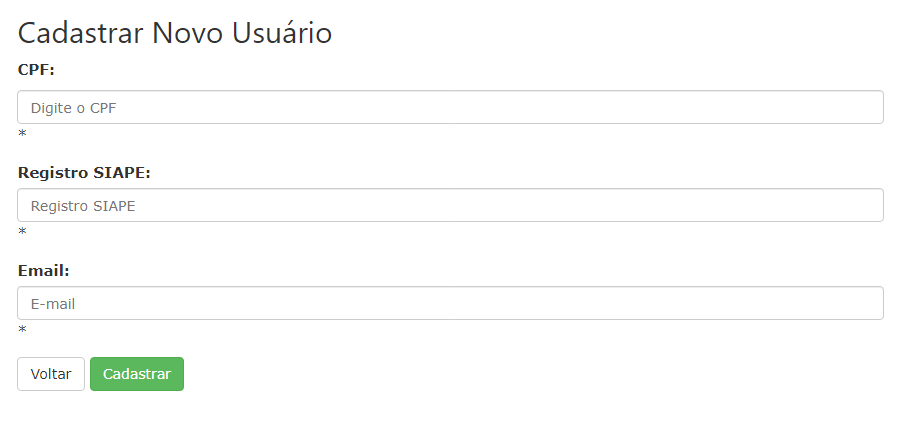 Cadastrar Novo Usuário
CPF:
Digite o CPF
*
Registro SIAPE:
Registro SIAPE
*
Email:
E-mail
*
Voltar Cadastrar